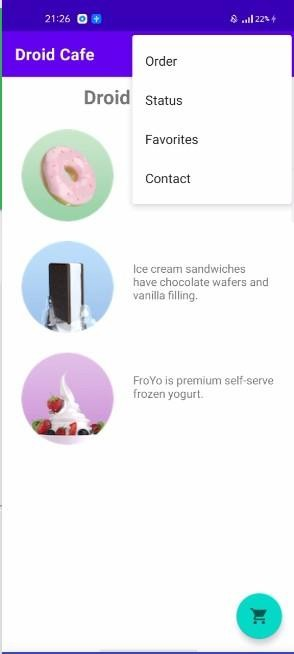 21:26
22%
Droid Cafe
Order
Droid
Status
Favorites
Contact
Ice cream sandwiches
have chocolate wafers and
vanilla filling.
FroYo is premium self-serve
frozen yogurt.